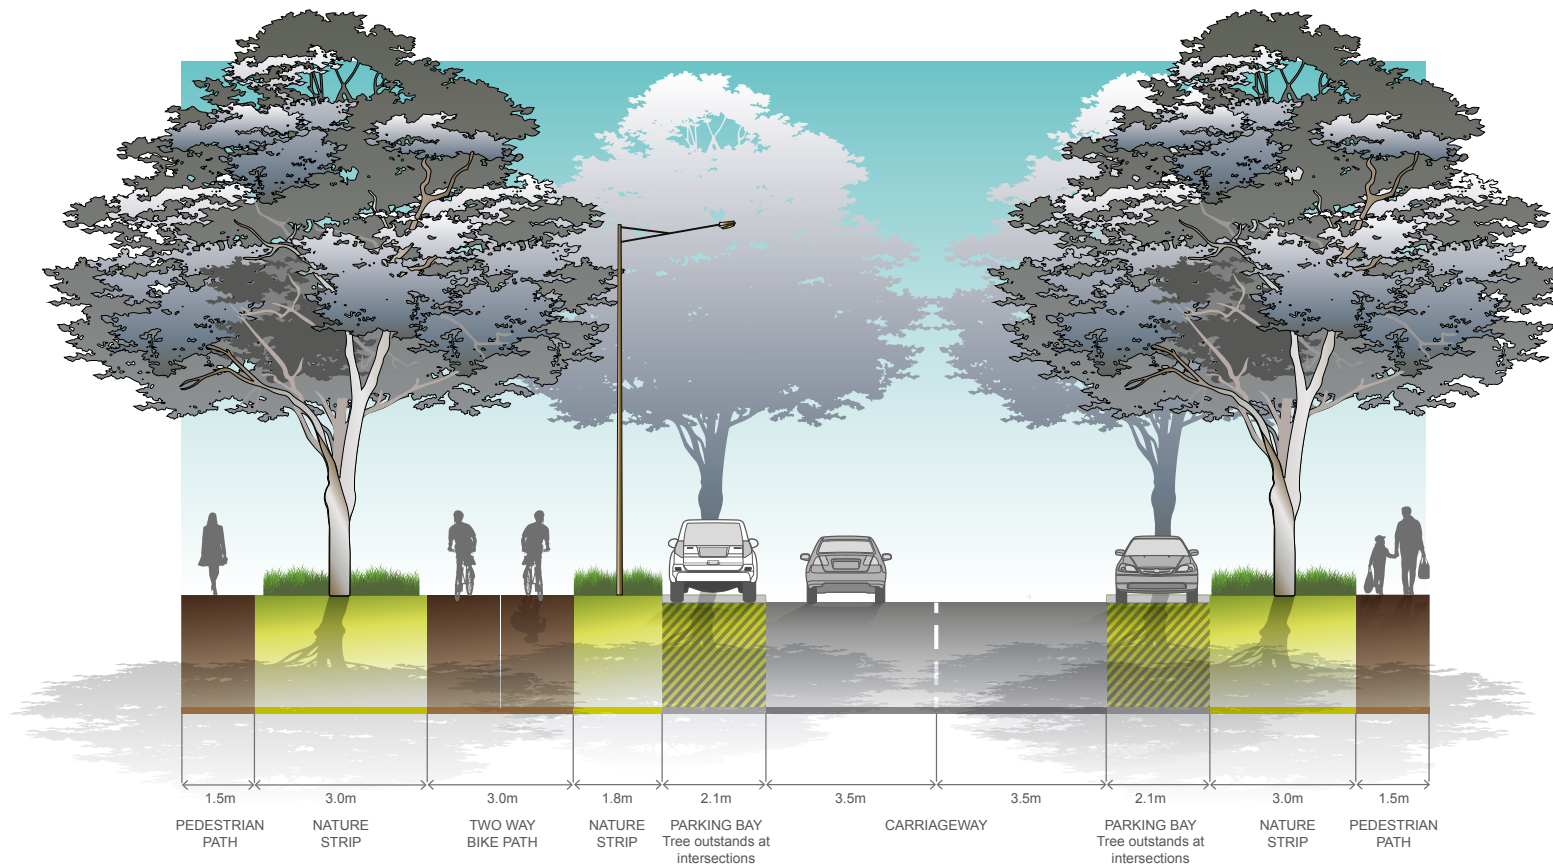 1.5m
3.0m
3.0m
1.8m
2.1m
3.5m
3.5m
2.1m
3.0m
1.5m
PEDESTRIAN
PATH
NATURE
STRIP
TWO WAY
BIKE PATH
NATURE
STRIP
PARKING BAY
Tree outstands at
intersections
CARRIAGEWAY
PARKING BAY
Tree outstands at
intersections
NATURE
STRIP
PEDESTRIAN
PATH